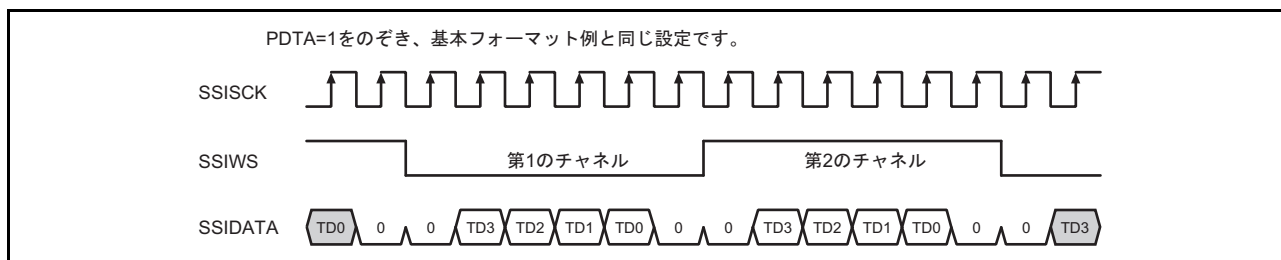 PDTA=1をのぞき、基本フォーマット例と同じ設定です。
SSISCK
SSIWS 第1のチャネル 第2のチャネル
SSIDATA TD0 0 0 TD3 TD2 TD1 TD0 0 0 TD3 TD2 TD1 TD0 0 0 TD3